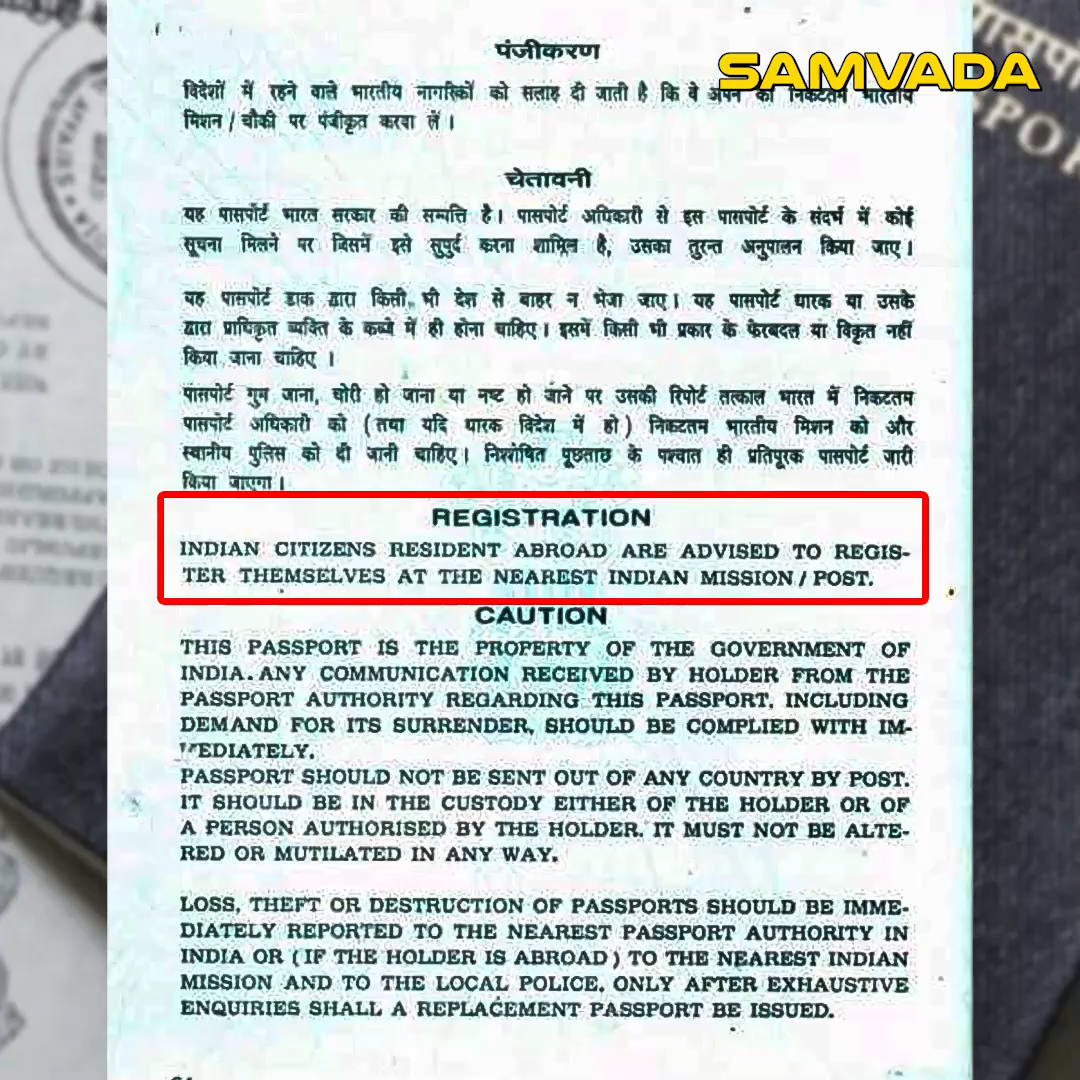 SAMVADA
पंजीकरण
विदेशों में रहने वाले भारतीय नागरिकों को सलाह दी जाती है कि वे अपने को निकटतम भारतीय
मिशन / चौकी पर पंजीकृत करवा लें ।
चेतावनी
यह पासपोर्ट भारत सरकार की सम्पत्ति है । पासपोर्ट अधिकारी से इस पासपोर्ट के संदर्भ में कोई
सूचना मिलने पर जिसमें इसे सुपुर्द करना शामिल है, उसका तुरन्त अनुपालन किया जाए ।
यह पासपोर्ट डाक द्वारा किसी भी देश से बाहर न भेजा जाए । यह पासपोर्ट धारक या उसके
द्वारा प्राधिकृत व्यक्ति के कब्जे में ही होना चाहिए । इसमें किसी भी प्रकार के फेरबदल या विकृत नहीं
किया जाना चाहिए ।
पासपोर्ट गुम जाना, चोरी हो जाना या नष्ट हो जाने पर उसकी रिपोर्ट तत्काल भारत में निकटतम
पासपोर्ट अधिकारी को ( तथा यदि धारक विदेश में हो ) निकटतम भारतीय मिशन को और
स्थानीय पुलिस को दी जानी चाहिए । निश्शेषित पूछताछ के पश्चात ही प्रतिपूरक पासपोर्ट जारी
किया जाएगा ।
REGISTRATION
INDIAN CITIZENS RESIDENT ABROAD ARE ADVISED TO REGIS-
TER THEMSELVES AT THE NEAREST INDIAN MISSION / POST.
CAUTION
THIS PASSPORT IS THE PROPERTY OF THE GOVERNMENT OF
INDIA. ANY COMMUNICATION RECEIVED BY HOLDER FROM THE
PASSPORT AUTHORITY REGARDING THIS PASSPORT, INCLUDING
DEMAND FOR ITS SURRENDER, SHOULD BE COMPLIED WITH IM-
MEDIATELY.
PASSPORT SHOULD NOT BE SENT OUT OF ANY COUNTRY BY POST.
IT SHOULD BE IN THE CUSTODY EITHER OF THE HOLDER OR OF
A PERSON AUTHORISED BY THE HOLDER. IT MUST NOT BE ALTE-
RED OR MUTILATED IN ANY WAY.
LOSS, THEFT OR DESTRUCTION OF PASSPORTS SHOULD BE IMME-
DIATELY REPORTED TO THE NEAREST PASSPORT AUTHORITY IN
INDIA OR ( IF THE HOLDER IS ABROAD ) TO THE NEAREST INDIAN
MISSION AND TO THE LOCAL POLICE, ONLY AFTER EXHAUSTIVE
ENQUIRIES SHALL A REPLACEMENT PASSPORT BE ISSUED.